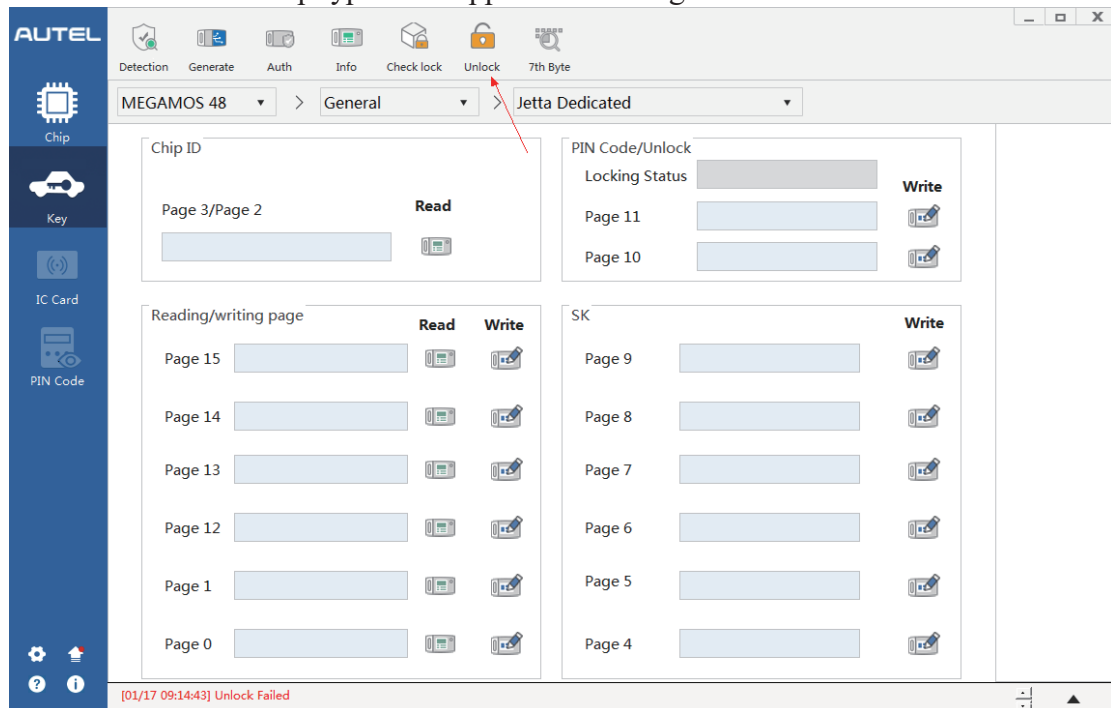 AUTEL
Detection Generate Auth Info Check lock Unlock 7th Byte
MEGAMOS 48 > General > Jetta Dedicated
Chip
Key
IC Card
PIN Code
Chip ID
Page 3/Page 2 Read
PIN Code/Unlock
Locking Status
Write
Page 11
Page 10
Reading/writing page
Read Write
Page 15
Page 14
Page 13
Page 12
Page 1
Page 0
SK
Write
Page 9
Page 8
Page 7
Page 6
Page 5
Page 4
[01/17 09:14:43] Unlock Failed